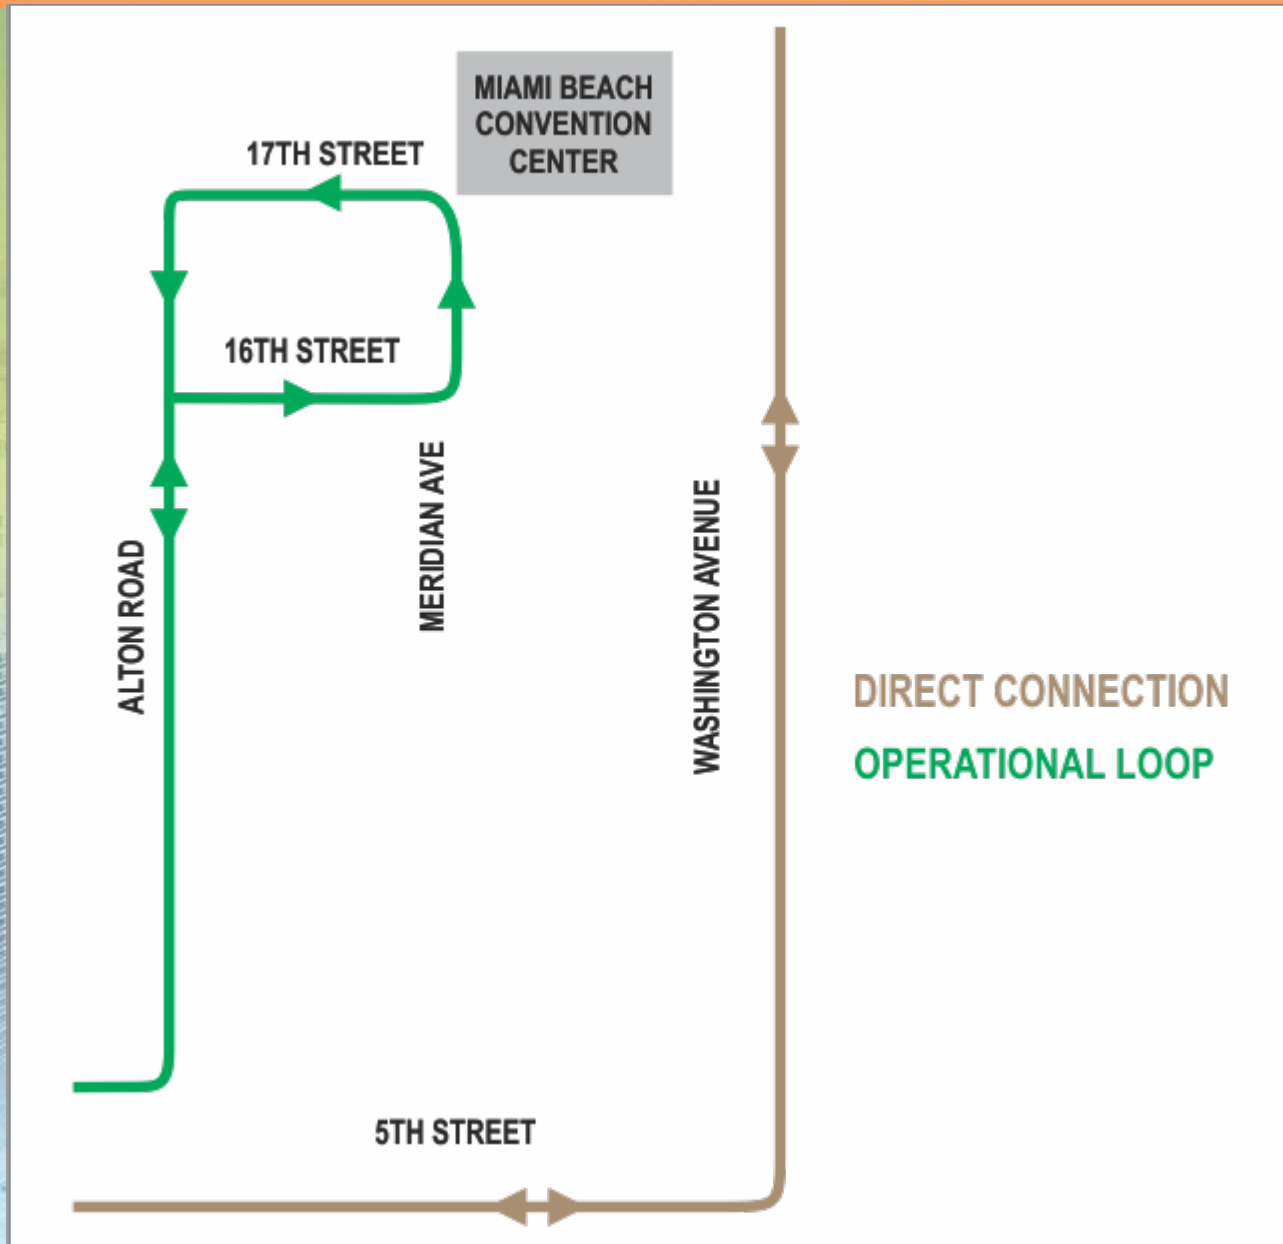 MIAMI BEACH
CONVENTION
CENTER
17TH STREET
16TH STREET
MERIDIAN AVE
ALTON ROAD
WASHINGTON AVENUE
DIRECT CONNECTION
OPERATIONAL LOOP
5TH STREET